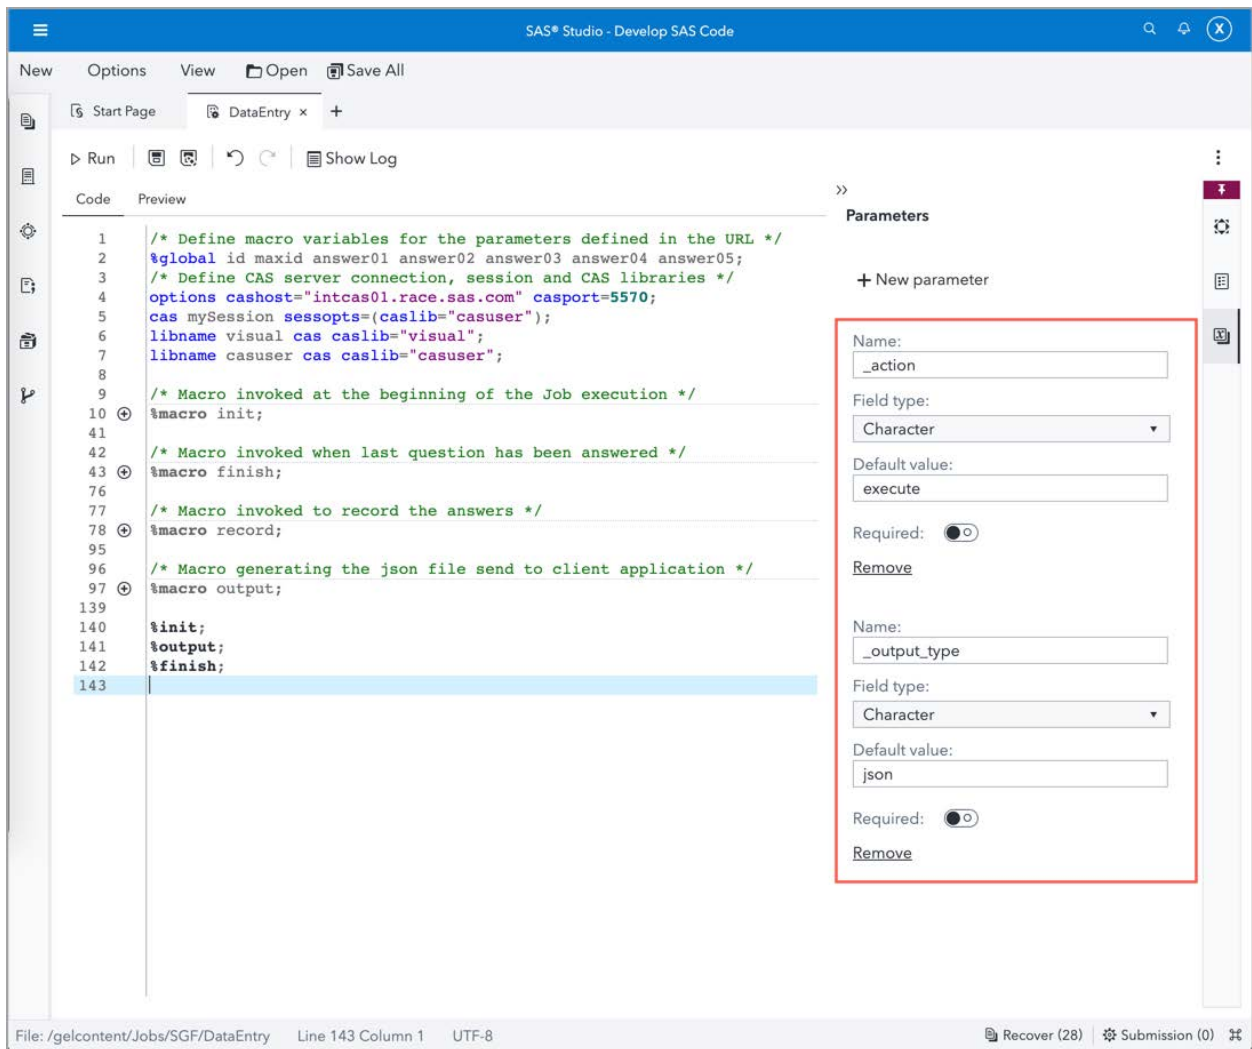 SAS® Studio - Develop SAS Code
X
New Options View Open Save All
Start Page DataEntry × +
Run Show Log
Code Preview
1 /* Define macro variables for the parameters defined in the URL */
2 %global id maxid answer01 answer02 answer03 answer04 answer05;
3 /* Define CAS server connection, session and CAS libraries */
4 options cashost="intcas01.race.sas.com" casport=5570;
5 cas mySession sessopts=(caslib="casuser");
6 libname visual cas caslib="visual";
7 libname casuser cas caslib="casuser";
8
9 /* Macro invoked at the beginning of the Job execution */
10 %macro init;
41
42 /* Macro invoked when last question has been answered */
43 %macro finish;
76
77 /* Macro invoked to record the answers */
78 %macro record;
95
96 /* Macro generating the json file send to client application */
97 %macro output;
139
140 %init;
141 %output;
142 %finish;
143
Parameters
+ New parameter
Name:
_action
Field type:
Character
Default value:
execute
Required:
Remove
Name:
_output_type
Field type:
Character
Default value:
json
Required:
Remove
File: /gelcontent/Jobs/SGF/DataEntry Line 143 Column 1 UTF-8 Recover (28) Submission (0)